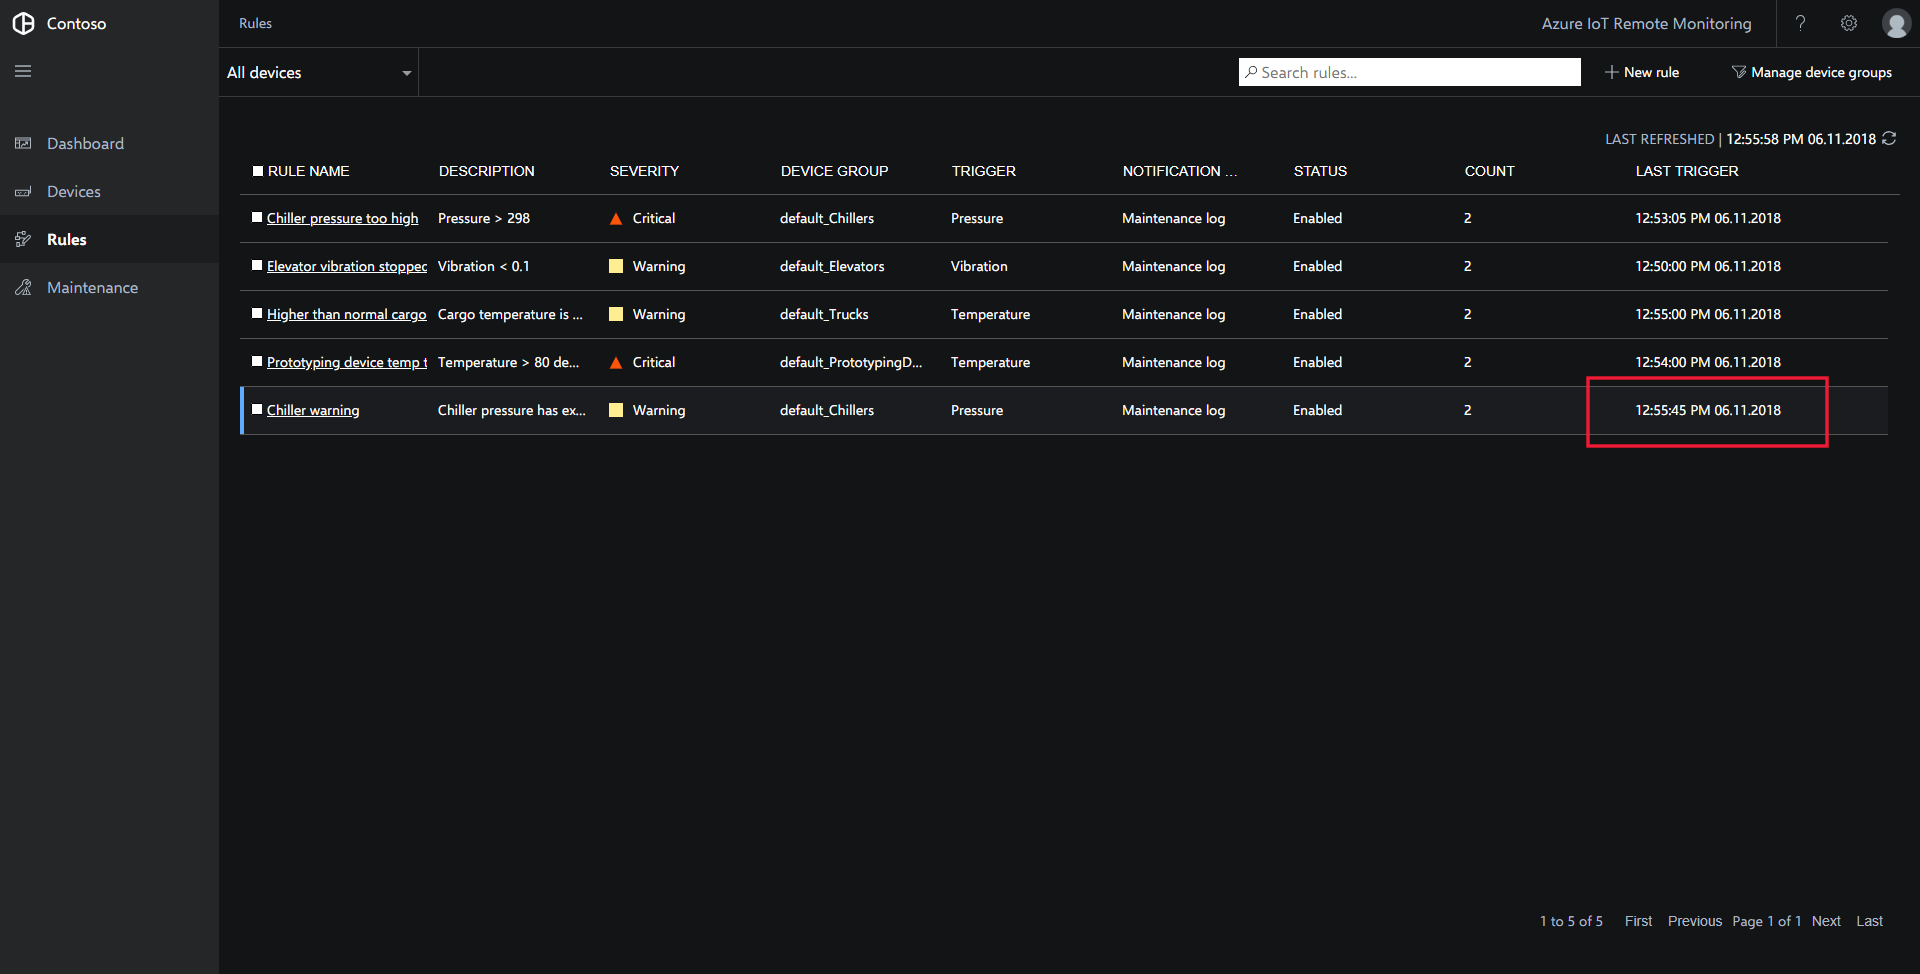 Contoso
Rules
Azure IoT Remote Monitoring
?
All devices
Search rules...
New rule
Manage device groups
Dashboard
Devices
Rules
Maintenance
LAST REFRESHED | 12:55:58 PM 06.11.2018
RULE NAME DESCRIPTION SEVERITY DEVICE GROUP TRIGGER NOTIFICATION ... STATUS COUNT LAST TRIGGER
Chiller pressure too high Pressure > 298 Critical default_Chillers Pressure Maintenance log Enabled 2 12:53:05 PM 06.11.2018
Elevator vibration stopped Vibration < 0.1 Warning default_Elevators Vibration Maintenance log Enabled 2 12:50:00 PM 06.11.2018
Higher than normal cargo Cargo temperature is ... Warning default_Trucks Temperature Maintenance log Enabled 2 12:55:00 PM 06.11.2018
Prototyping device temp t Temperature > 80 de... Critical default_PrototypingD... Temperature Maintenance log Enabled 2 12:54:00 PM 06.11.2018
Chiller warning Chiller pressure has ex... Warning default_Chillers Pressure Maintenance log Enabled 2 12:55:45 PM 06.11.2018
1 to 5 of 5 First Previous Page 1 of 1 Next Last